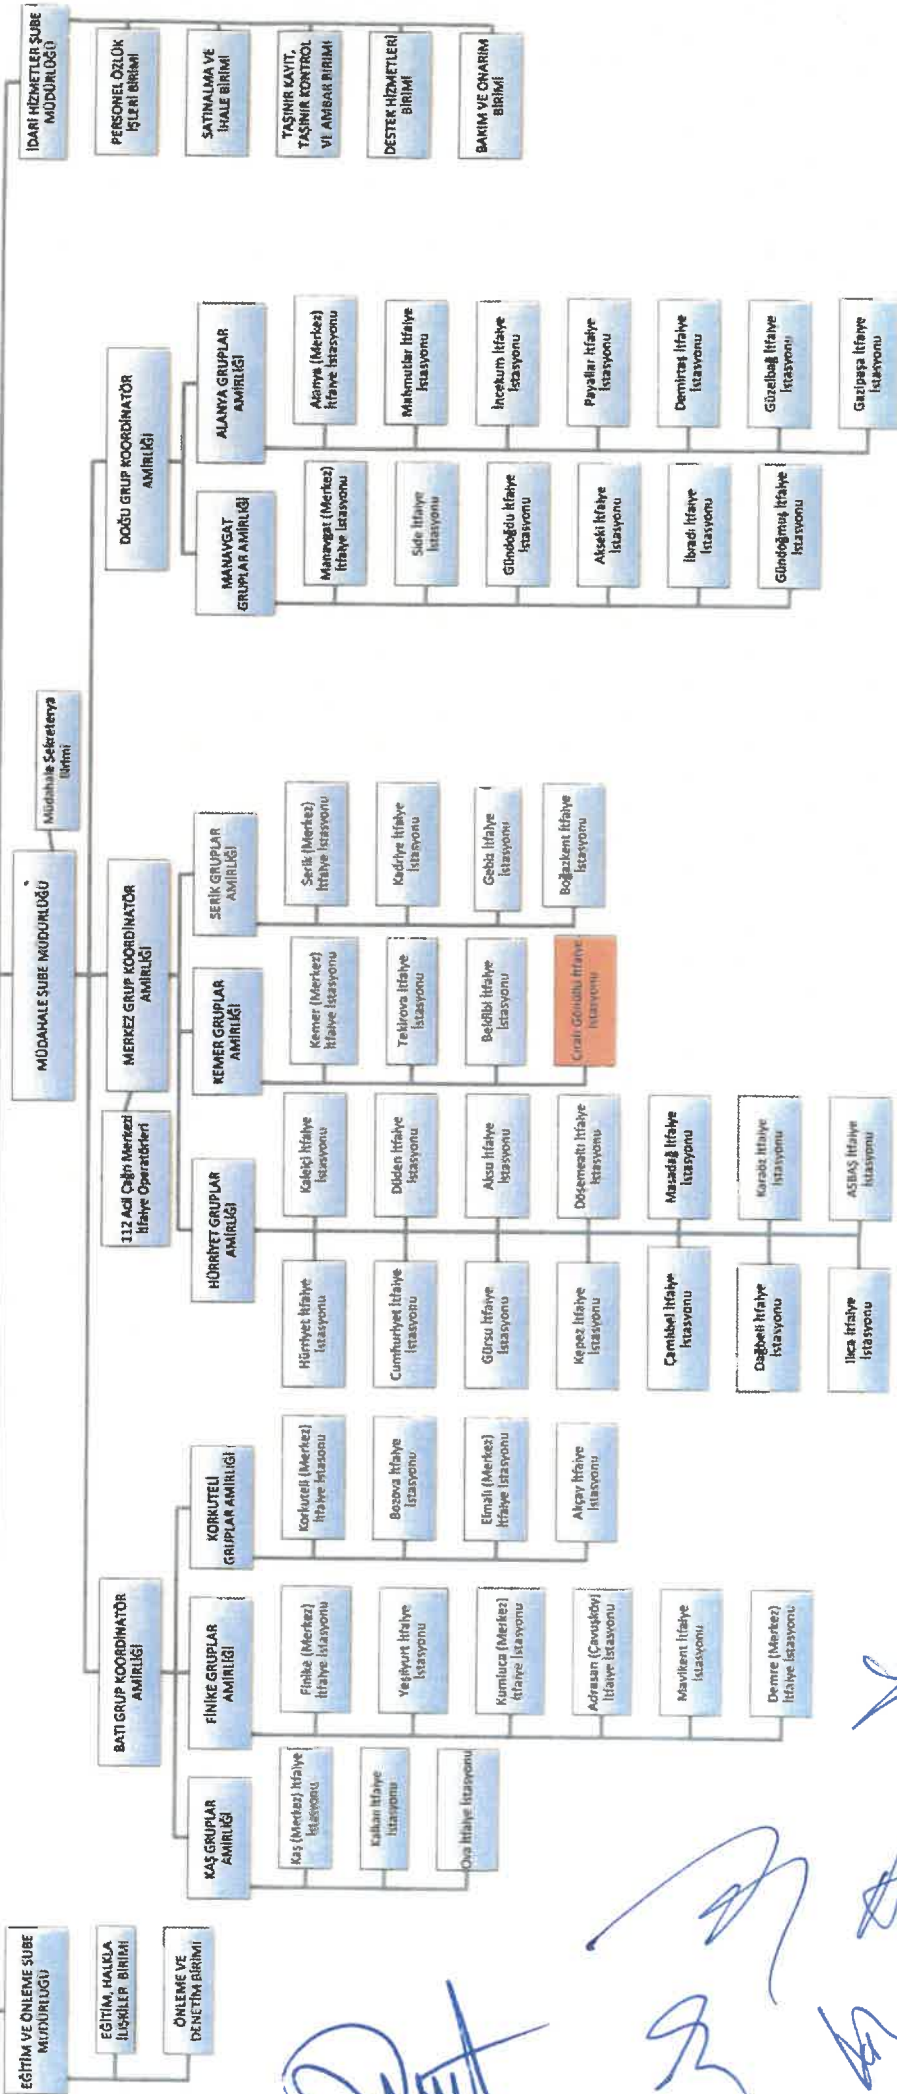 EĞİTİM VE ÖNLEME ŞUBE
MÜDÜRLÜĞÜ
EĞİTİM, HALKLA
İLİŞKİLER BİRİMİ
ÖNLEME VE
DENETİM BİRİMİ
MÜDAHALE ŞUBE MÜDÜRLÜĞÜ
Müdahale Sekreterya
Birimi
BATI GRUP KOORDİNATÖR
AMİRLİĞİ
KAŞ GRUPLAR
AMİRLİĞİ
Kaş (Merkez) İtfaiye
İstasyonu
Kalkan İtfaiye
İstasyonu
Ova İtfaiye İstasyonu
FİNİKE GRUPLAR
AMİRLİĞİ
Finike (Merkez)
İtfaiye İstasyonu
Yeşilyurt İtfaiye
İstasyonu
Kumluca (Merkez)
İtfaiye İstasyonu
Adrasan (Çavuşköy)
İtfaiye İstasyonu
Mavikent İtfaiye
İstasyonu
Demre (Merkez)
İtfaiye İstasyonu
KORKUTELİ
GRUPLAR AMİRLİĞİ
Korkuteli (Merkez)
İtfaiye İstasonu
Bozova İtfaiye
İstasyonu
Elmalı (Merkez)
İtfaiye İstasyonu
Akçay İtfaiye
İstasyonu
MERKEZ GRUP KOORDİNATÖR
AMİRLİĞİ
112 Acil Çağrı Merkezi
İtfaiye Operatörleri
HÜRRİYET GRUPLAR
AMİRLİĞİ
Hürriyet İtfaiye
İstasyonu
Kaleiçi İtfaiye
İstasyonu
Cumhuriyet İtfaiye
İstasyonu
Düden İtfaiye
İstasyonu
Gürsu İtfaiye
İstasyonu
Aksu İtfaiye
İstasyonu
Kepez İtfaiye
İstasyonu
Döşemealtı İtfaiye
İstasyonu
Çamlıbel İtfaiye
İstasyonu
Masadağ İtfaiye
İstasyonu
Dağbeli İtfaiye
İstasyonu
Karaöz İtfaiye
İstasyonu
Ilıca İtfaiye
İstasyonu
ASBAŞ İtfaiye
İstasyonu
KEMER GRUPLAR
AMİRLİĞİ
Kemer (Merkez)
İtfaiye İstasyonu
Tekirova İtfaiye
İstasyonu
Beldibi İtfaiye
İstasyonu
Çıralı Gönüllü İtfaiye
İstasyonu
SERİK GRUPLAR
AMİRLİĞİ
Serik (Merkez)
İtfaiye İstasyonu
Kadriye İtfaiye
İstasyonu
Gebiz İtfaiye
İstasyonu
Boğazkent İtfaiye
İstasyonu
DOĞU GRUP KOORDİNATÖR
AMİRLİĞİ
MANAVGAT
GRUPLAR AMİRLİĞİ
Manavgat (Merkez)
İtfaiye İstasyonu
Side İtfaiye
İstasyonu
Gündoğdu İtfaiye
İstasyonu
Akseki İtfaiye
İstasyonu
İbradı İtfaiye
İstasyonu
Gündoğmuş İtfaiye
İstasyonu
ALANYA GRUPLAR
AMİRLİĞİ
Alanya (Merkez)
İtfaiye İstasyonu
Mahmutlar İtfaiye
İstasyonu
İncekum İtfaiye
İstasyonu
Payallar İtfaiye
İstasyonu
Demirtaş İtfaiye
İstasyonu
Güzelbağ İtfaiye
İstasyonu
Gazipaşa İtfaiye
İstasyonu
İDARİ HİZMETLER ŞUBE
MÜDÜRLÜĞÜ
PERSONEL ÖZLÜK
İŞLERİ BİRİMİ
SATINALMA VE
İHALE BİRİMİ
TAŞINIR KAYIT,
TAŞINIR KONTROL
VE AMBAR BİRİMİ
DESTEK HİZMETLERİ
BİRİMİ
BAKIM VE ONARIM
BİRİMİ